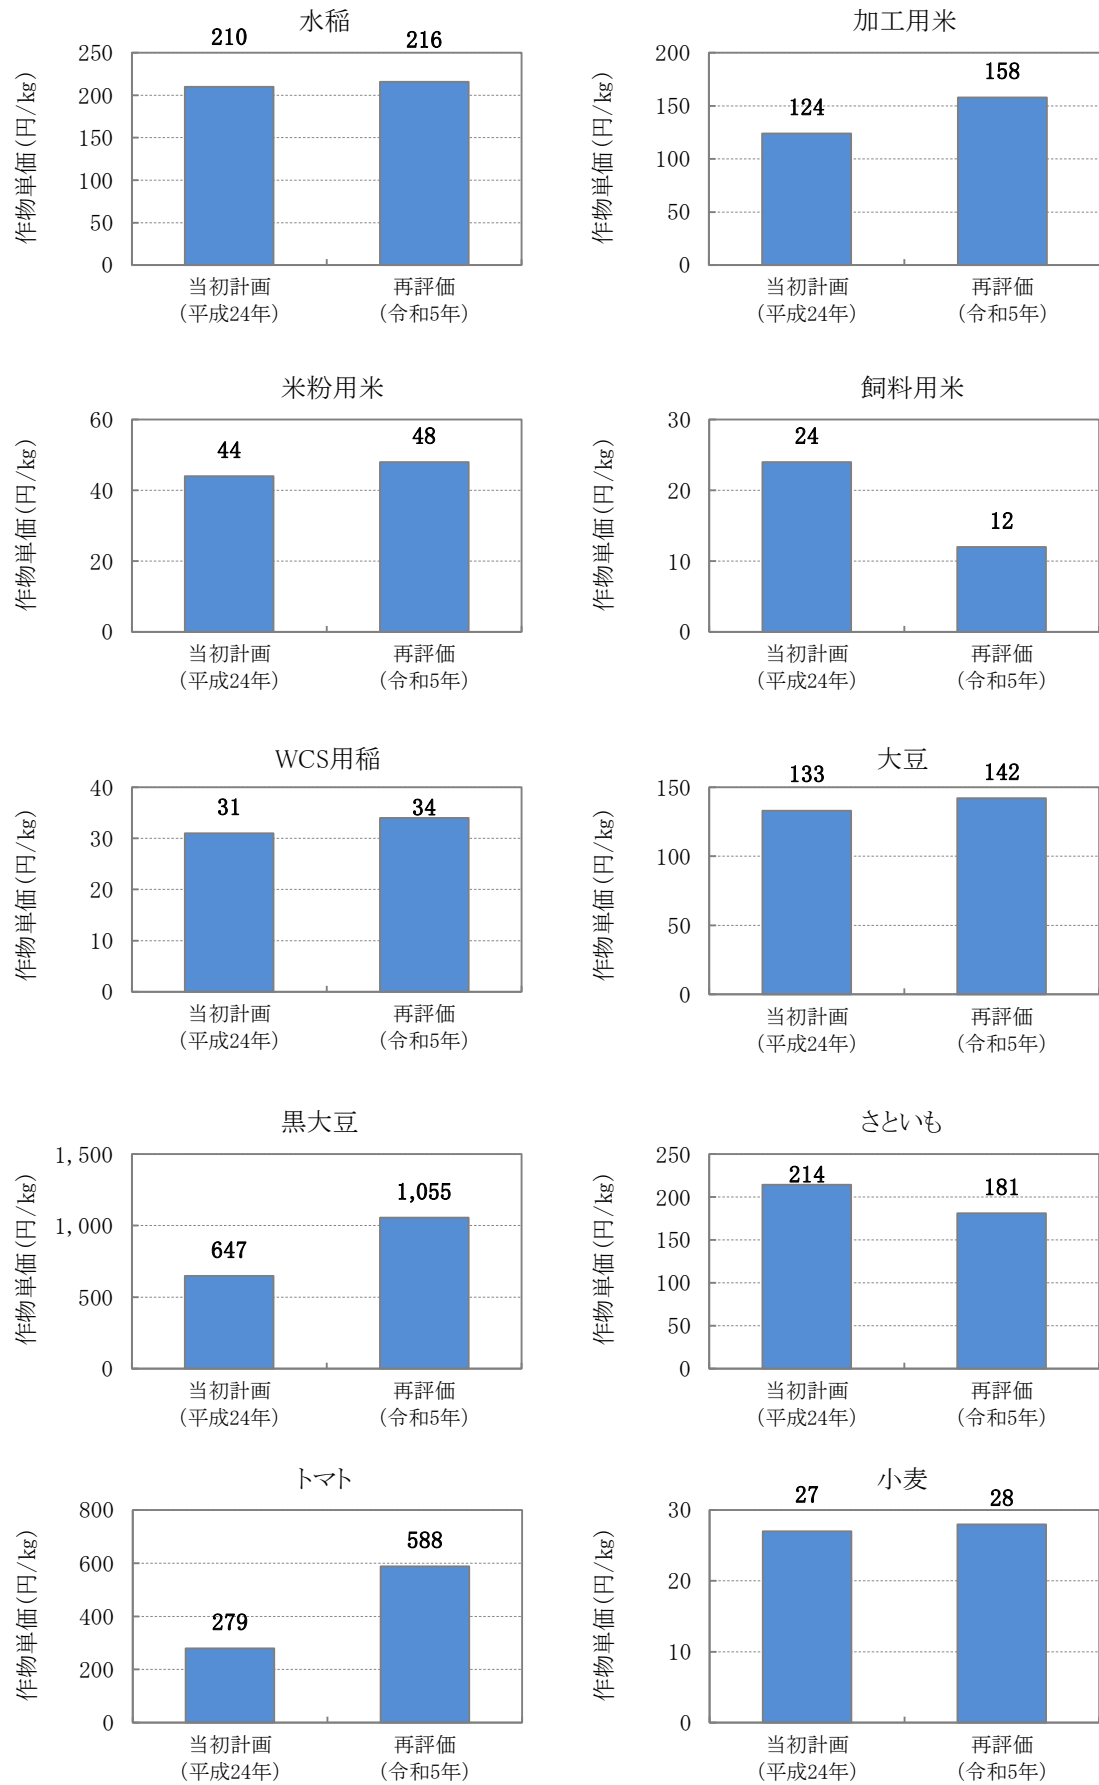 水稲
作物単価(円/kg)
250
200
150
100
50
0
210
216
当初計画
(平成24年)
再評価
(令和5年)
加工用米
作物単価(円/kg)
200
150
100
50
0
124
158
当初計画
(平成24年)
再評価
(令和5年)
米粉用米
作物単価(円/kg)
60
40
20
0
44
48
当初計画
(平成24年)
再評価
(令和5年)
飼料用米
作物単価(円/kg)
30
20
10
0
24
12
当初計画
(平成24年)
再評価
(令和5年)
WCS用稲
作物単価(円/kg)
40
30
20
10
0
31
34
当初計画
(平成24年)
再評価
(令和5年)
大豆
作物単価(円/kg)
150
100
50
0
133
142
当初計画
(平成24年)
再評価
(令和5年)
黒大豆
作物単価(円/kg)
1,500
1,000
500
0
647
1,055
当初計画
(平成24年)
再評価
(令和5年)
さといも
作物単価(円/kg)
250
200
150
100
50
0
214
181
当初計画
(平成24年)
再評価
(令和5年)
トマト
作物単価(円/kg)
800
600
400
200
0
279
588
当初計画
(平成24年)
再評価
(令和5年)
小麦
作物単価(円/kg)
30
20
10
0
27
28
当初計画
(平成24年)
再評価
(令和5年)